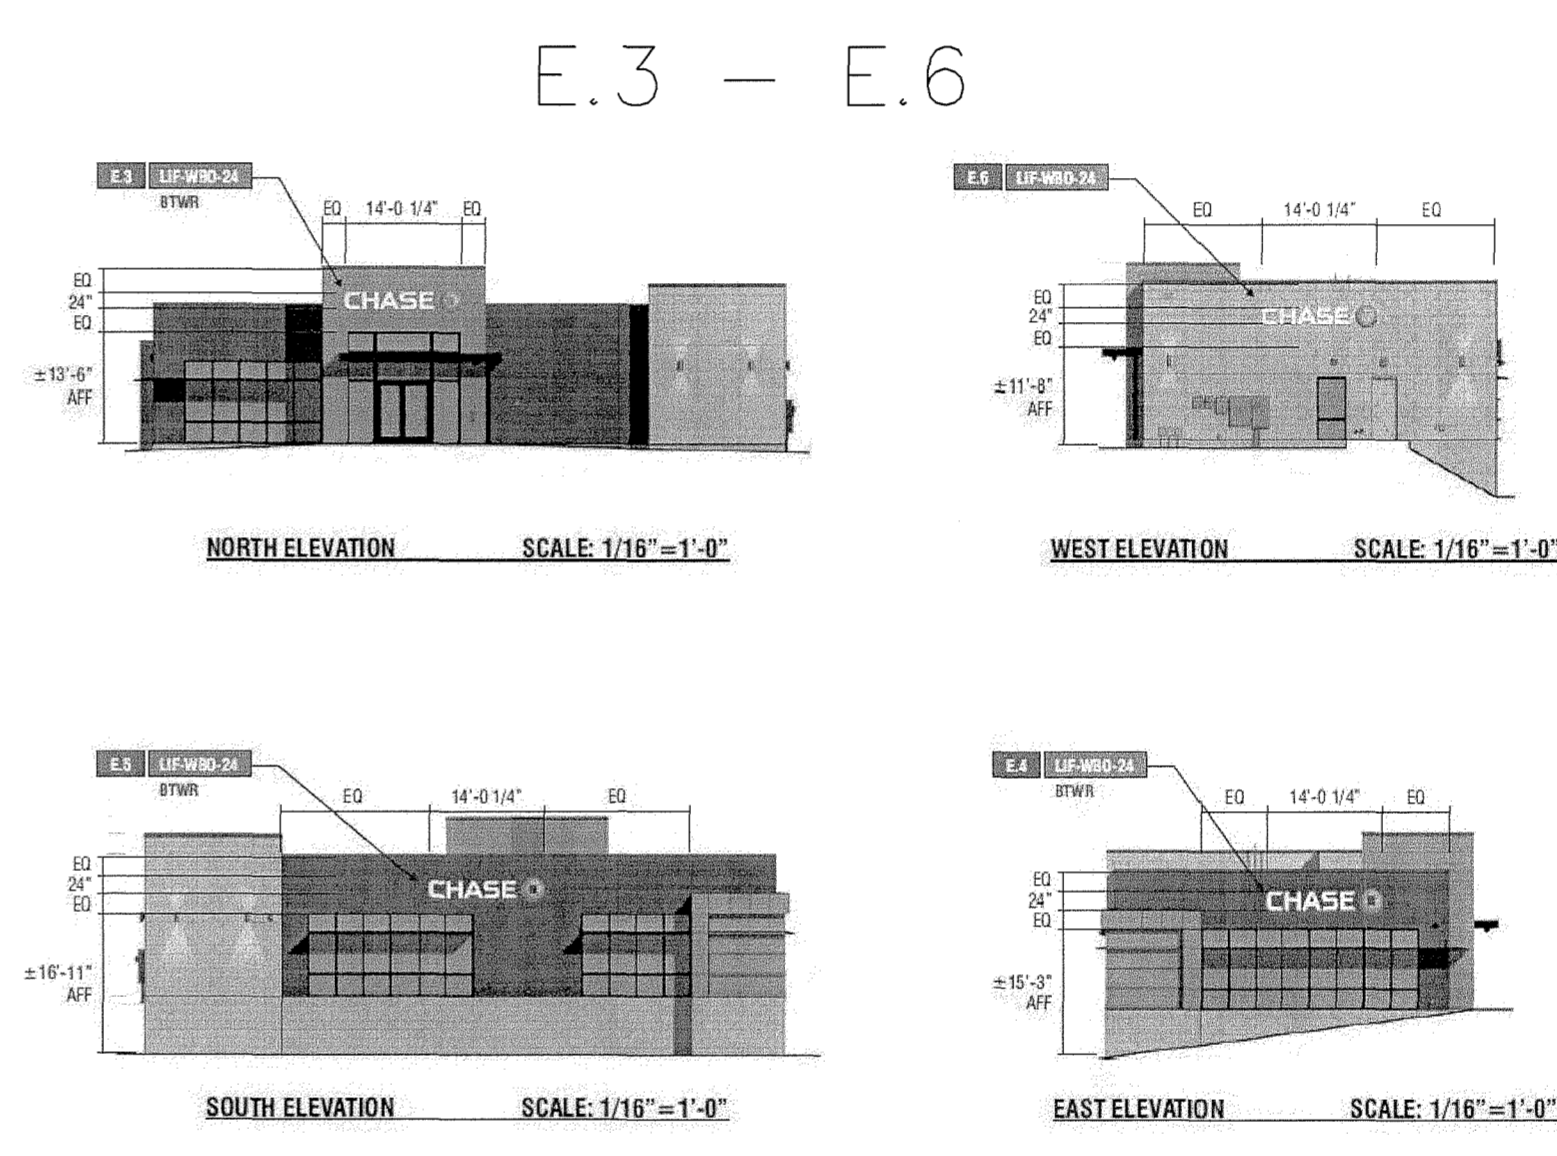 E.3 – E.6
E.3 LIF-WBO-24
BTWR
EQ 14'-0 1/4" EQ
EQ
24"
EQ
±13'-6"
AFF
CHASE
NORTH ELEVATION SCALE: 1/16"=1'-0"
E.6 LIF-WBO-24
EQ 14'-0 1/4" EQ
EQ
24"
EQ
±11'-8"
AFF
CHASE
WEST ELEVATION SCALE: 1/16"=1'-0"
E.5 LIF-WBO-24
BTWR
EQ 14'-0 1/4" EQ
EQ
24"
EQ
±16'-11"
AFF
CHASE
SOUTH ELEVATION SCALE: 1/16"=1'-0"
E.4 LIF-WBO-24
BTWR
EQ 14'-0 1/4" EQ
EQ
24"
EQ
±15'-3"
AFF
CHASE
EAST ELEVATION SCALE: 1/16"=1'-0"